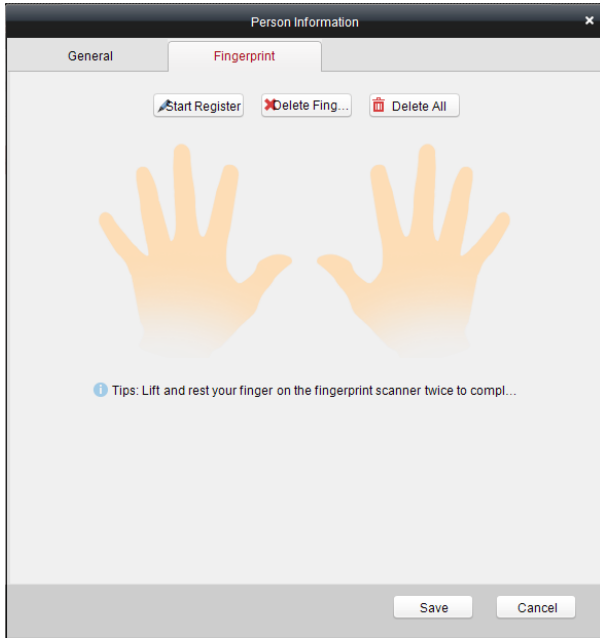 Person Information
General Fingerprint
Start Register Delete Fing... Delete All
Tips: Lift and rest your finger on the fingerprint scanner twice to compl...
Save Cancel